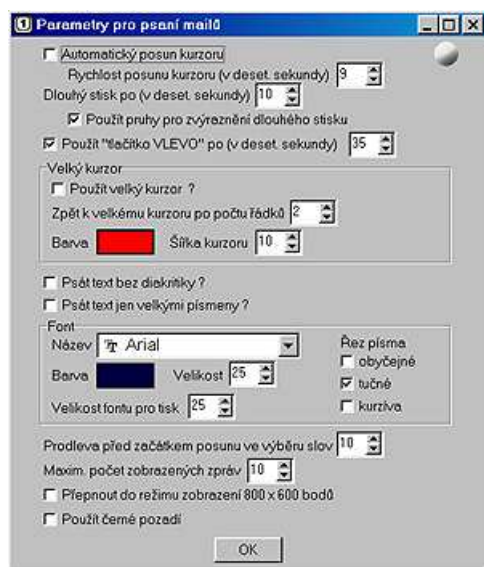 Parametry pro psaní mailů
Automatický posun kurzoru
Rychlost posunu kurzoru (v deset. sekundy) 9
Dlouhý stisk po (v deset. sekundy) 10
Použít pruhy pro zvýraznění dlouhého stisku
Použít "tlačítko VLEVO" po (v deset. sekundy) 35
Velký kurzor
Použít velký kurzor ?
Zpět k velkému kurzoru po počtu řádků 2
Barva Šířka kurzoru 10
Psát text bez diakritiky ?
Psát text jen velkými písmeny ?
Font
Název Arial Řez písma
obyčejné
Barva Velikost 25
tučné
Velikost fontu pro tisk 25 kurzíva
Prodleva před začátkem posunu ve výběru slov 10
Maxim. počet zobrazených zpráv 10
Přepnout do režimu zobrazení 800 x 600 bodů
Použít černé pozadí
OK